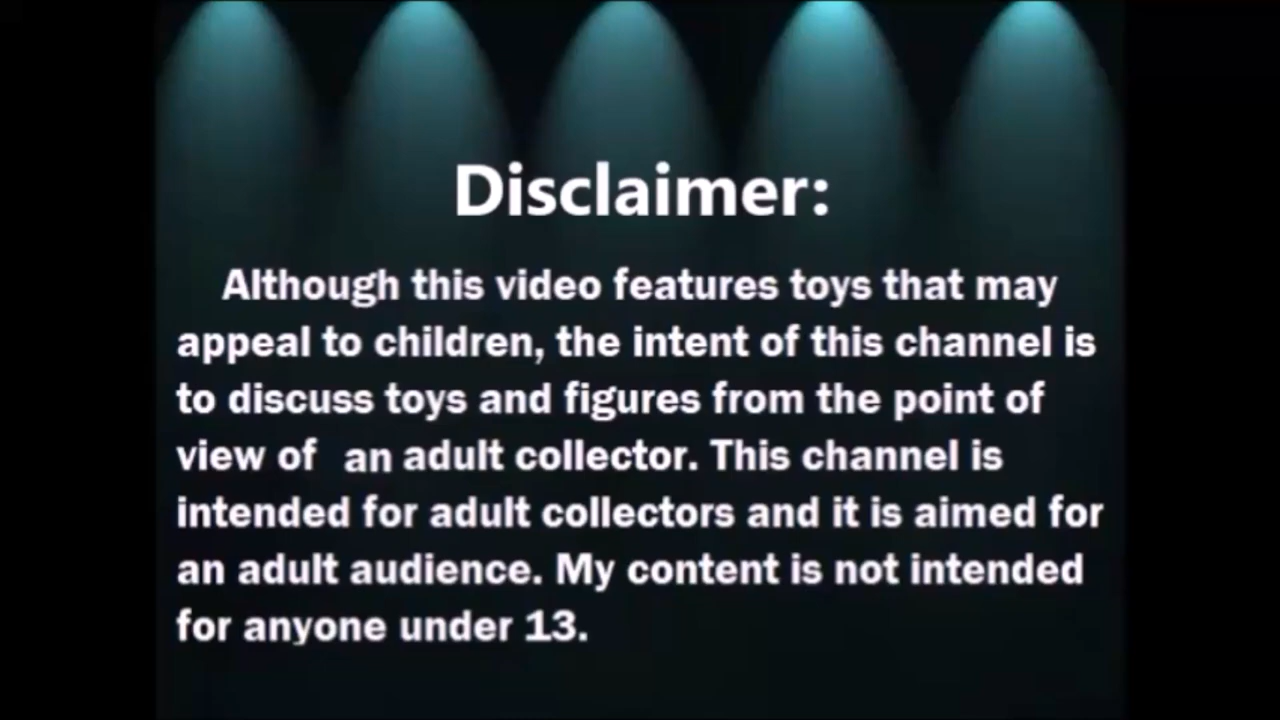 Disclaimer:
Although this video features toys that may
appeal to children, the intent of this channel is
to discuss toys and figures from the point of
view of an adult collector. This channel is
intended for adult collectors and it is aimed for
an adult audience. My content is not intended
for anyone under 13.